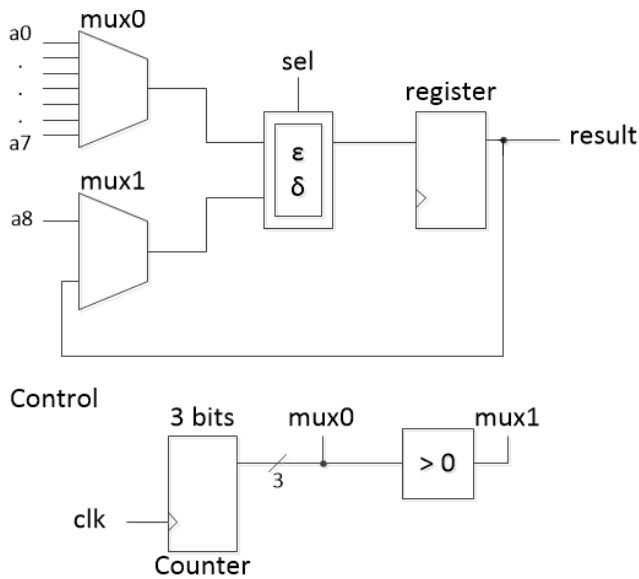 mux0
a0
.
.
.
a7
sel
ε
δ
register
result
mux1
a8
Control
3 bits
mux0
mux1
3
> 0
clk
Counter